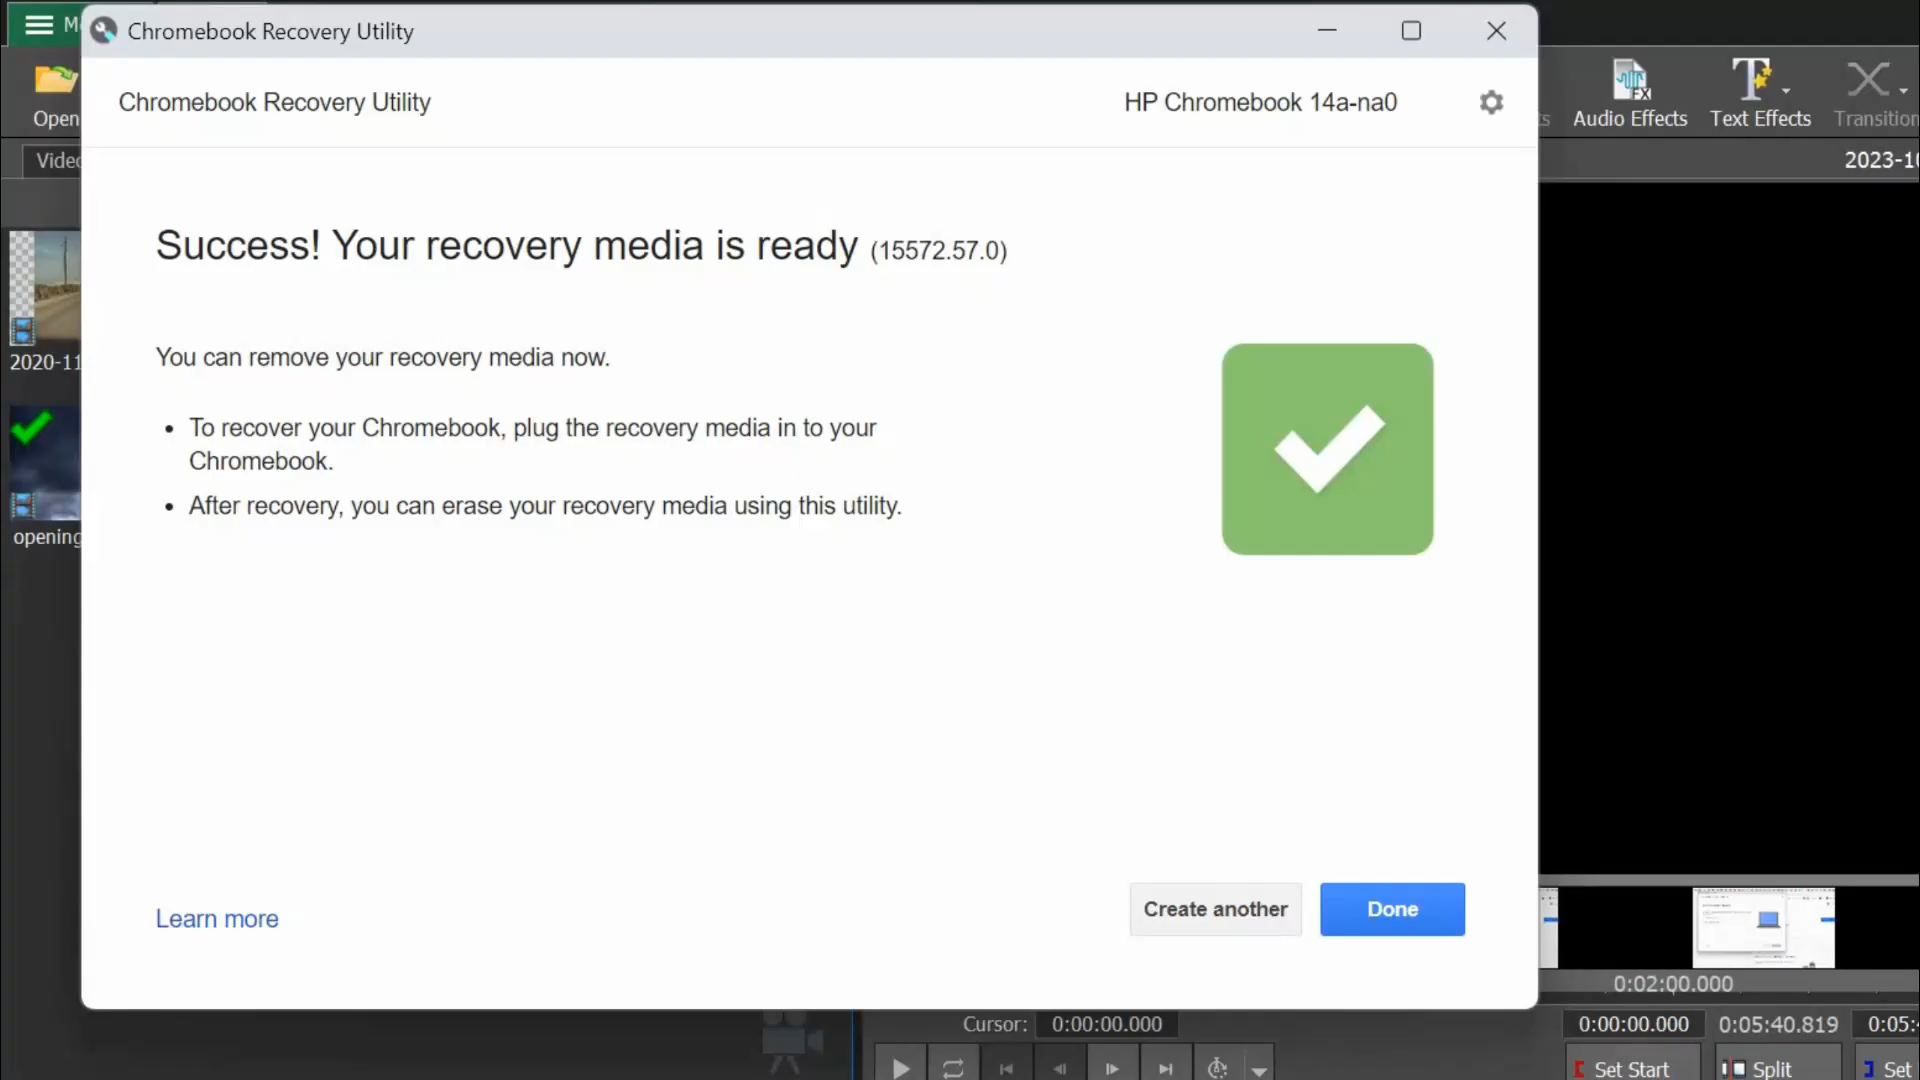 Chromebook Recovery Utility
Open
Audio Effects
Text Effects
Transition
Chromebook Recovery Utility
HP Chromebook 14a-na0
2023-10
Success! Your recovery media is ready (15572.57.0)
You can remove your recovery media now.
• To recover your Chromebook, plug the recovery media in to your
Chromebook.
• After recovery, you can erase your recovery media using this utility.
2020-11
opening
Learn more
Create another
Done
0:02:00.000
Cursor: 0:00:00.000
0:00:00.000
0:05:40.819
0:05:
Set Start
Split
Set